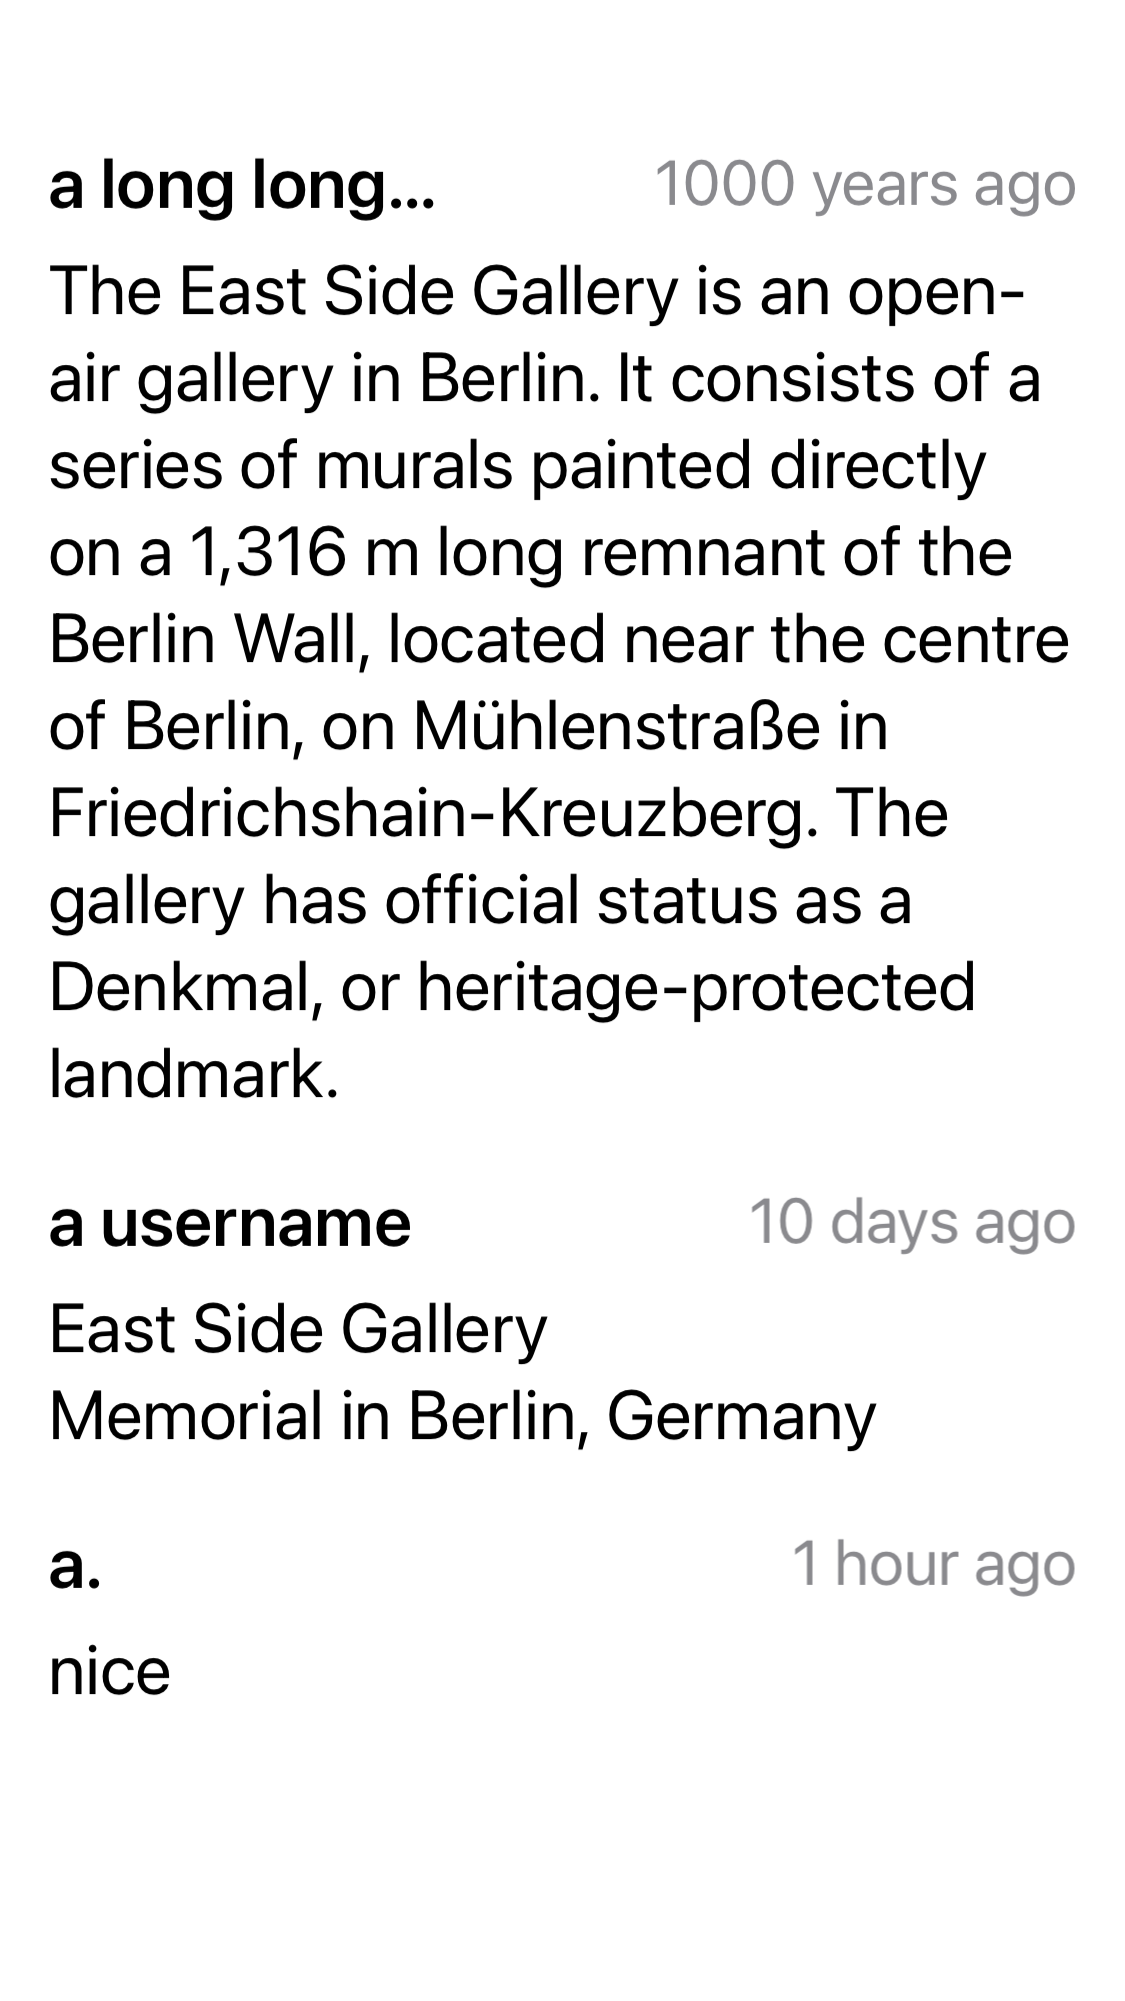 a long long...
1000 years ago
The East Side Gallery is an open-
air gallery in Berlin. It consists of a
series of murals painted directly
on a 1,316 m long remnant of the
Berlin Wall, located near the centre
of Berlin, on Mühlenstraße in
Friedrichshain-Kreuzberg. The
gallery has official status as a
Denkmal, or heritage-protected
landmark.
a username
10 days ago
East Side Gallery
Memorial in Berlin, Germany
a.
1 hour ago
nice